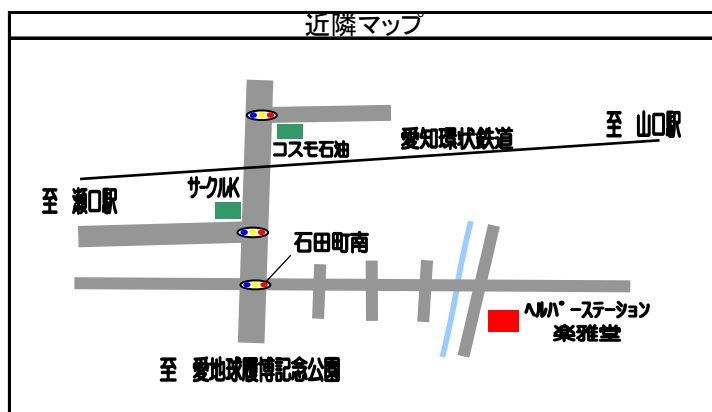 近隣マップ
至 山口駅
愛知環状鉄道
コスモ石油
サークルK
至 瀬口駅
石田町南
ヘルパーステーション
楽雅堂
至 愛地球履博記念公園